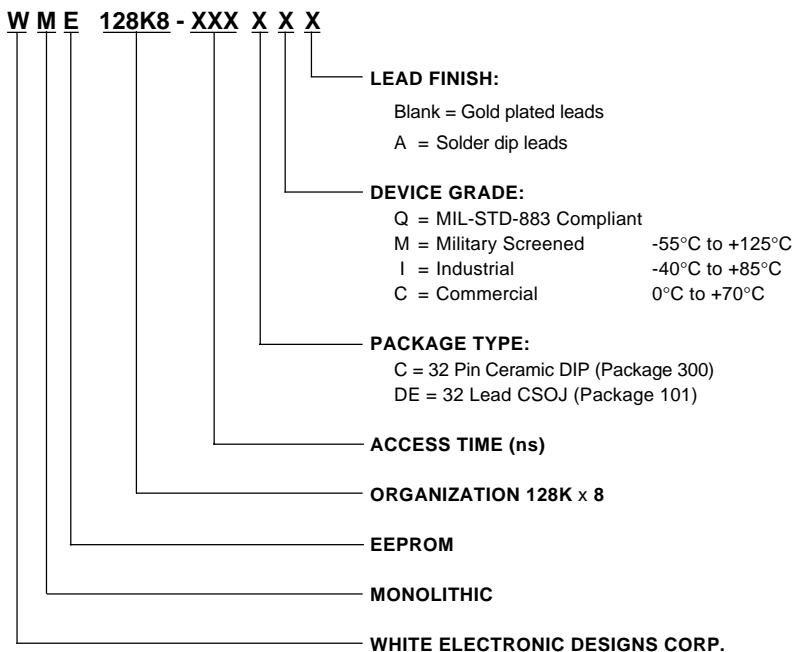 W M E 128K8 - XXX X X X
LEAD FINISH:
Blank = Gold plated leads
A = Solder dip leads
DEVICE GRADE:
Q = MIL-STD-883 Compliant
M = Military Screened -55°C to +125°C
I = Industrial -40°C to +85°C
C = Commercial 0°C to +70°C
PACKAGE TYPE:
C = 32 Pin Ceramic DIP (Package 300)
DE = 32 Lead CSOJ (Package 101)
ACCESS TIME (ns)
ORGANIZATION 128K x 8
EEPROM
MONOLITHIC
WHITE ELECTRONIC DESIGNS CORP.